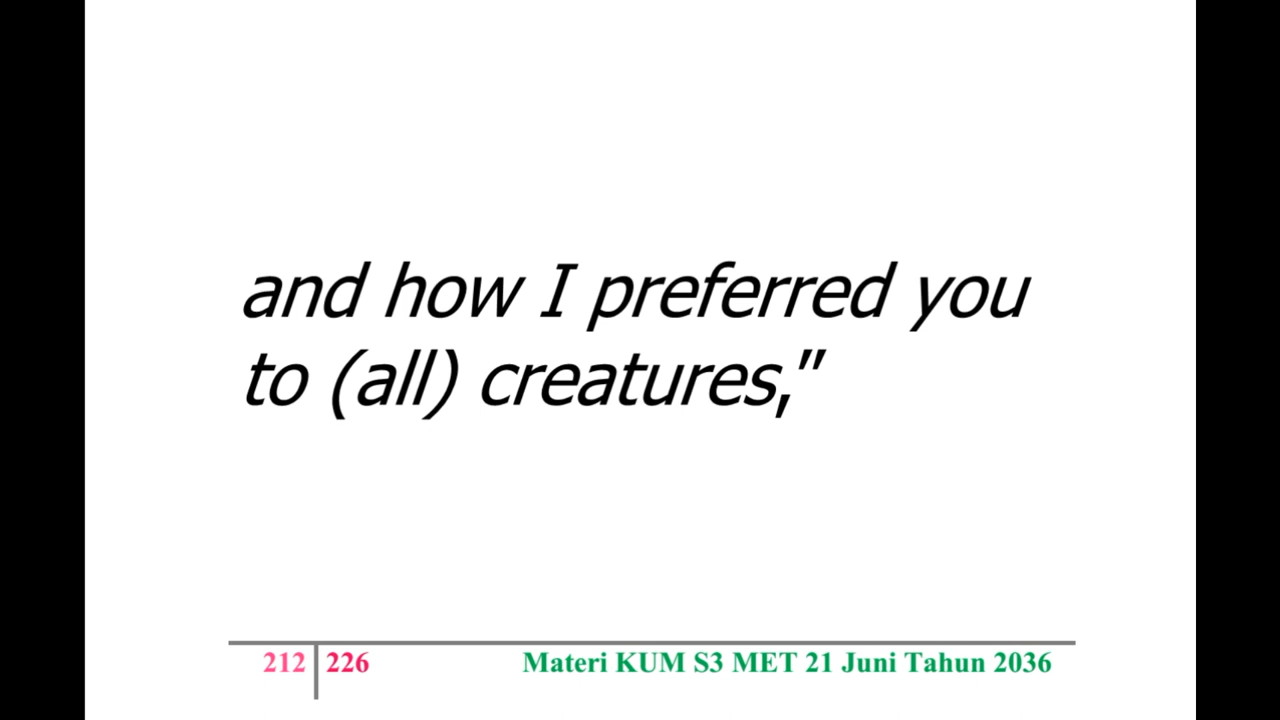 and how I preferred you
to (all) creatures,”
212 226 Materi KUM S3 MET 21 Juni Tahun 2036